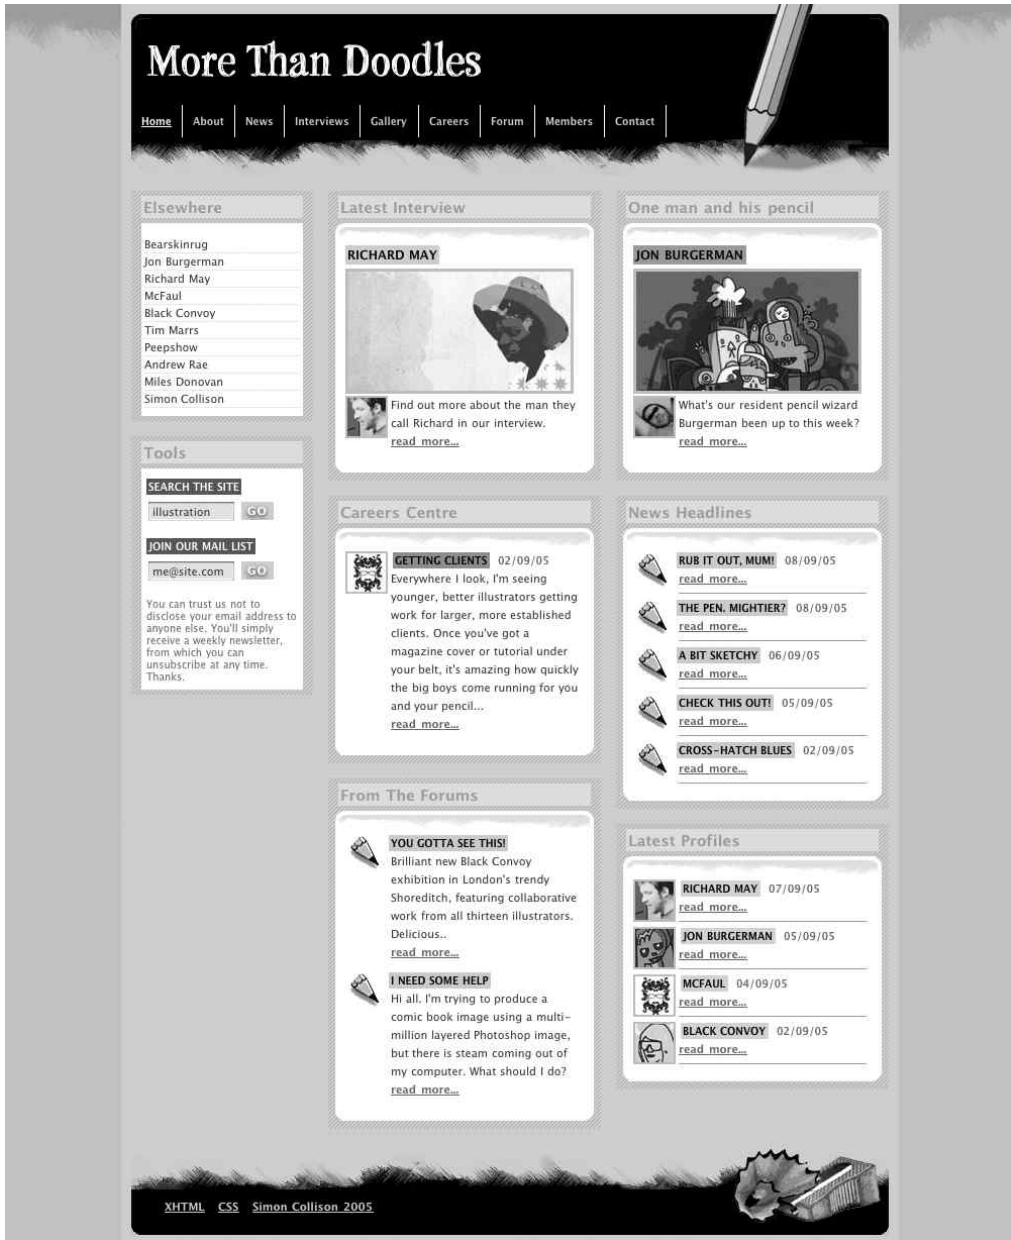 More Than Doodles
Home About News Interviews Gallery Careers Forum Members Contact
Elsewhere
Bearskinrug
Jon Burgerman
Richard May
McFaul
Black Convoy
Tim Marrs
Peepshow
Andrew Rae
Miles Donovan
Simon Collison
Tools
SEARCH THE SITE
illustration GO
JOIN OUR MAIL LIST
me@site.com GO
You can trust us not to
disclose your email address to
anyone else. You'll simply
receive a weekly newsletter,
from which you can
unsubscribe at any time.
Thanks.
Latest Interview
RICHARD MAY
Find out more about the man they
call Richard in our interview.
read more...
Careers Centre
GETTING CLIENTS 02/09/05
Everywhere I look, I'm seeing
younger, better illustrators getting
work for larger, more established
clients. Once you've got a
magazine cover or tutorial under
your belt, it's amazing how quickly
the big boys come running for you
and your pencil...
read more...
From The Forums
YOU GOTTA SEE THIS!
Brilliant new Black Convoy
exhibition in London's trendy
Shoreditch, featuring collaborative
work from all thirteen illustrators.
Delicious..
read more...
I NEED SOME HELP
Hi all. I'm trying to produce a
comic book image using a multi-
million layered Photoshop image,
but there is steam coming out of
my computer. What should I do?
read more...
One man and his pencil
JON BURGERMAN
What's our resident pencil wizard
Burgerman been up to this week?
read more...
News Headlines
RUB IT OUT, MUM! 08/09/05
read more...
THE PEN. MIGHTIER? 08/09/05
read more...
A BIT SKETCHY 06/09/05
read more...
CHECK THIS OUT! 05/09/05
read more...
CROSS-HATCH BLUES 02/09/05
read more...
Latest Profiles
RICHARD MAY 07/09/05
read more...
JON BURGERMAN 05/09/05
read more...
MCFAUL 04/09/05
read more...
BLACK CONVOY 02/09/05
read more...
XHTML CSS Simon Collison 2005